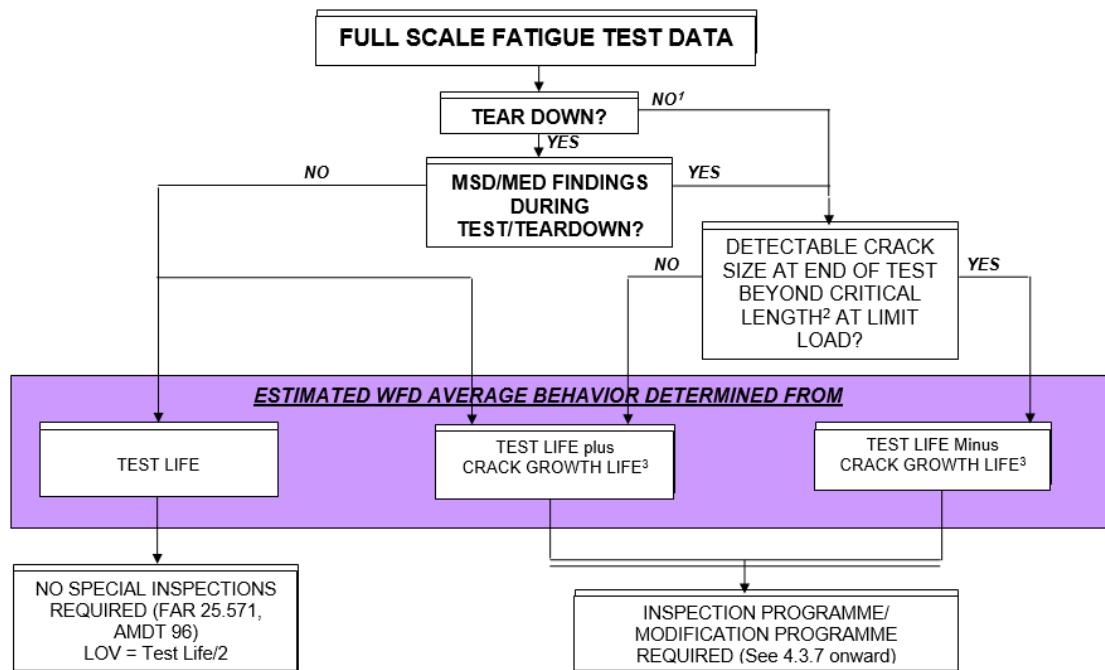 FULL SCALE FATIGUE TEST DATA
NO¹
TEAR DOWN?
YES
NO
MSD/MED FINDINGS
DURING
TEST/TEARDOWN?
YES
DETECTABLE CRACK
SIZE AT END OF TEST
BEYOND CRITICAL
LENGTH² AT LIMIT
LOAD?
NO
YES
ESTIMATED WFD AVERAGE BEHAVIOR DETERMINED FROM
TEST LIFE
TEST LIFE plus
CRACK GROWTH LIFE³
TEST LIFE Minus
CRACK GROWTH LIFE³
NO SPECIAL INSPECTIONS
REQUIRED (FAR 25.571,
AMDT 96)
LOV = Test Life/2
INSPECTION PROGRAMME/
MODIFICATION PROGRAMME
REQUIRED (See 4.3.7 onward)